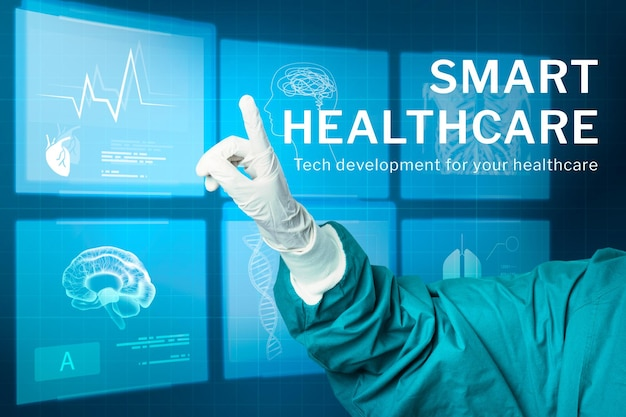 SMART
HEALTHCARE
Tech development for your healthcare
A